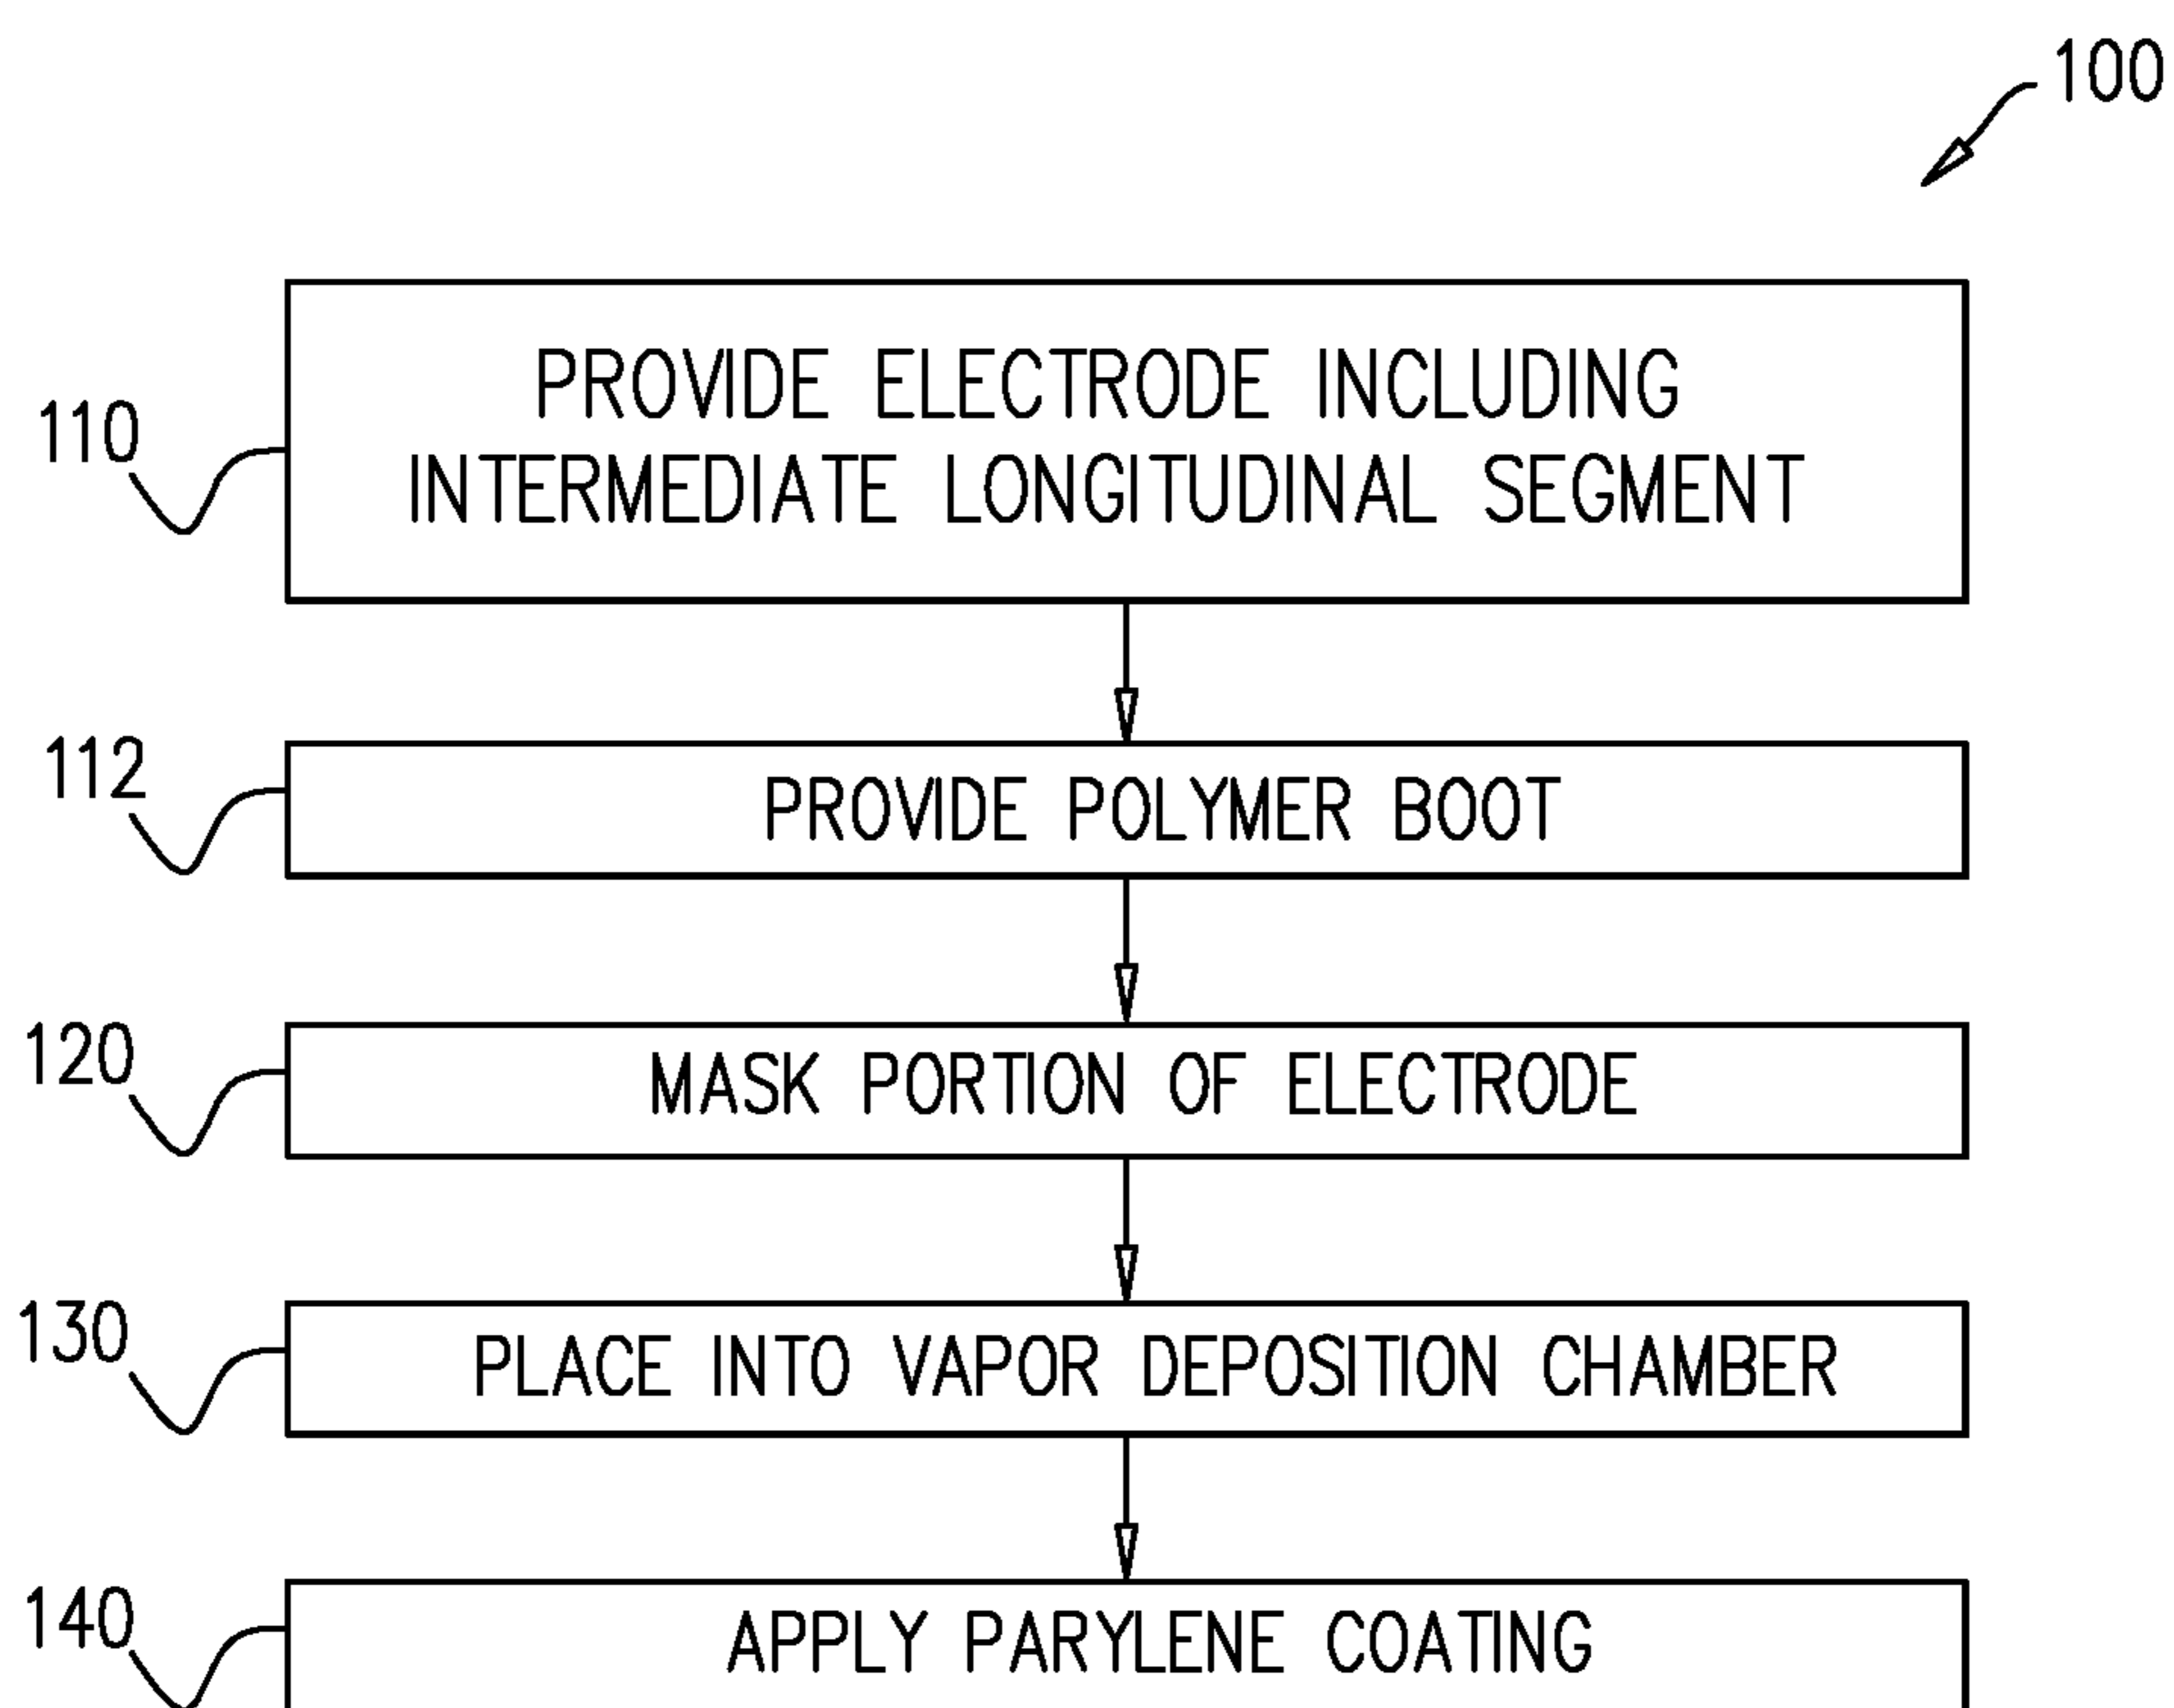 100
110
PROVIDE ELECTRODE INCLUDING
INTERMEDIATE LONGITUDINAL SEGMENT
112
PROVIDE POLYMER BOOT
120
MASK PORTION OF ELECTRODE
130
PLACE INTO VAPOR DEPOSITION CHAMBER
140
APPLY PARYLENE COATING